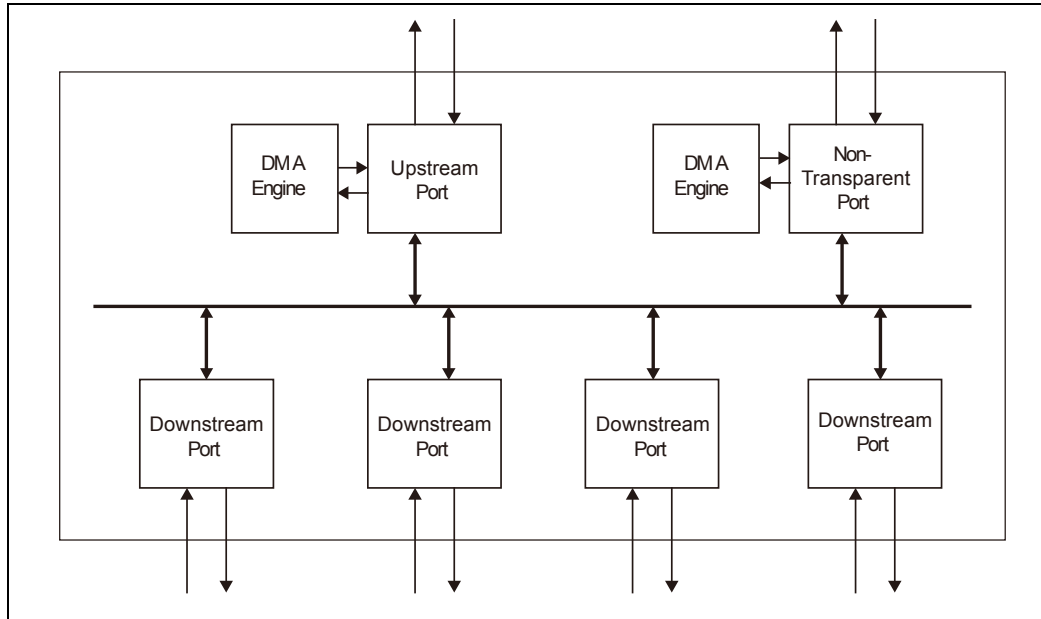 DMA
Engine
Upstream
Port
DMA
Engine
Non-
Transparent
Port
Downstream
Port
Downstream
Port
Downstream
Port
Downstream
Port